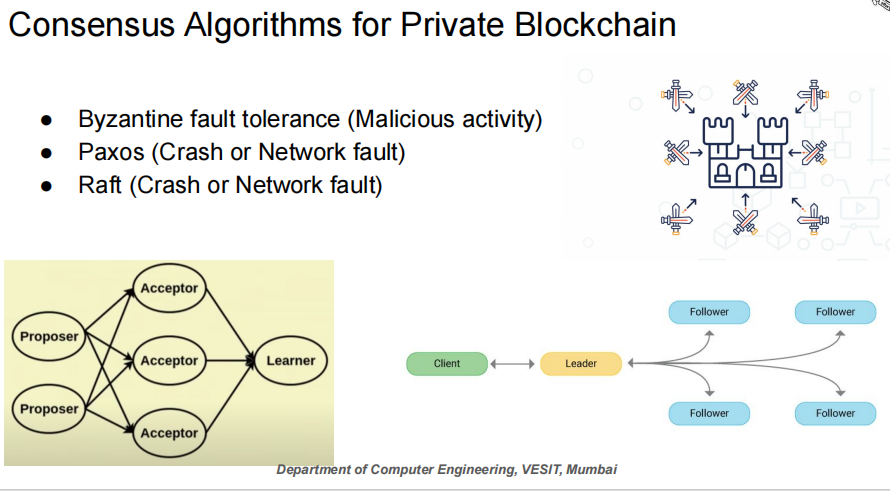 Consensus Algorithms for Private Blockchain
● Byzantine fault tolerance (Malicious activity)
● Paxos (Crash or Network fault)
● Raft (Crash or Network fault)
Proposer
Proposer
Acceptor
Acceptor
Acceptor
Learner
Client
Leader
Follower
Follower
Follower
Follower
Department of Computer Engineering, VESIT, Mumbai